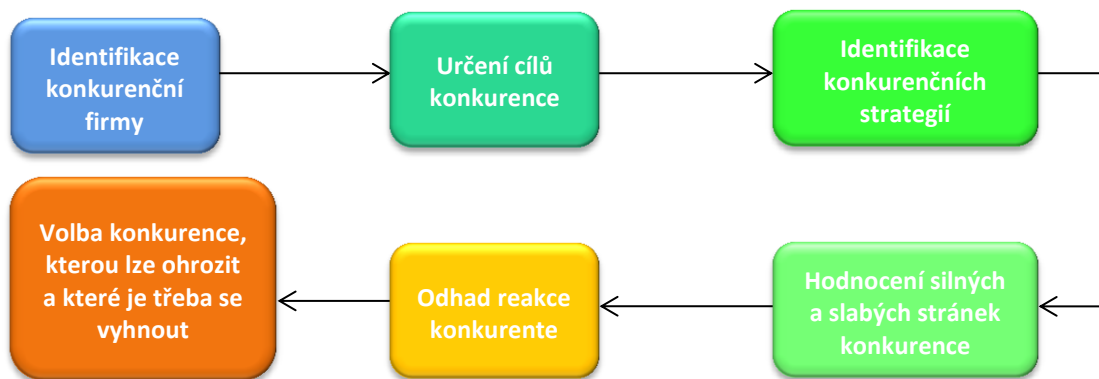 Identifikace
konkurenční
firmy
Určení cílů
konkurence
Identifikace
konkurenčních
strategií
Hodnocení silných
a slabých stránek
konkurence
Odhad reakce
konkurente
Volba konkurence,
kterou lze ohrozit
a které je třeba se
vyhnout